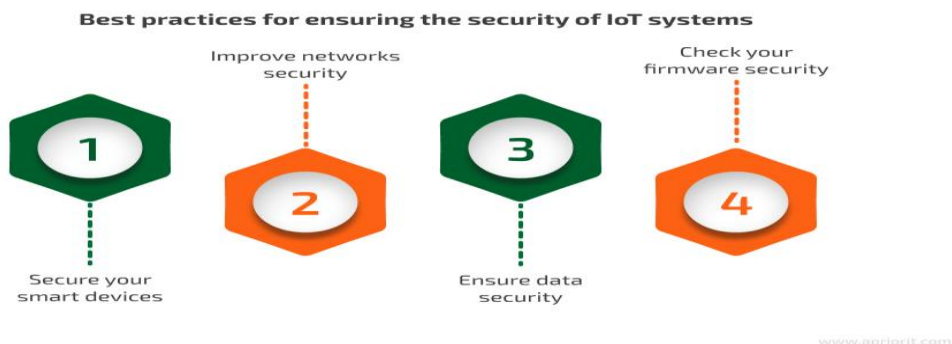 Best practices for ensuring the security of IoT systems
1
Secure your
smart devices
Improve networks
security
2
3
Ensure data
security
Check your
firmware security
4
www.apriorit.com